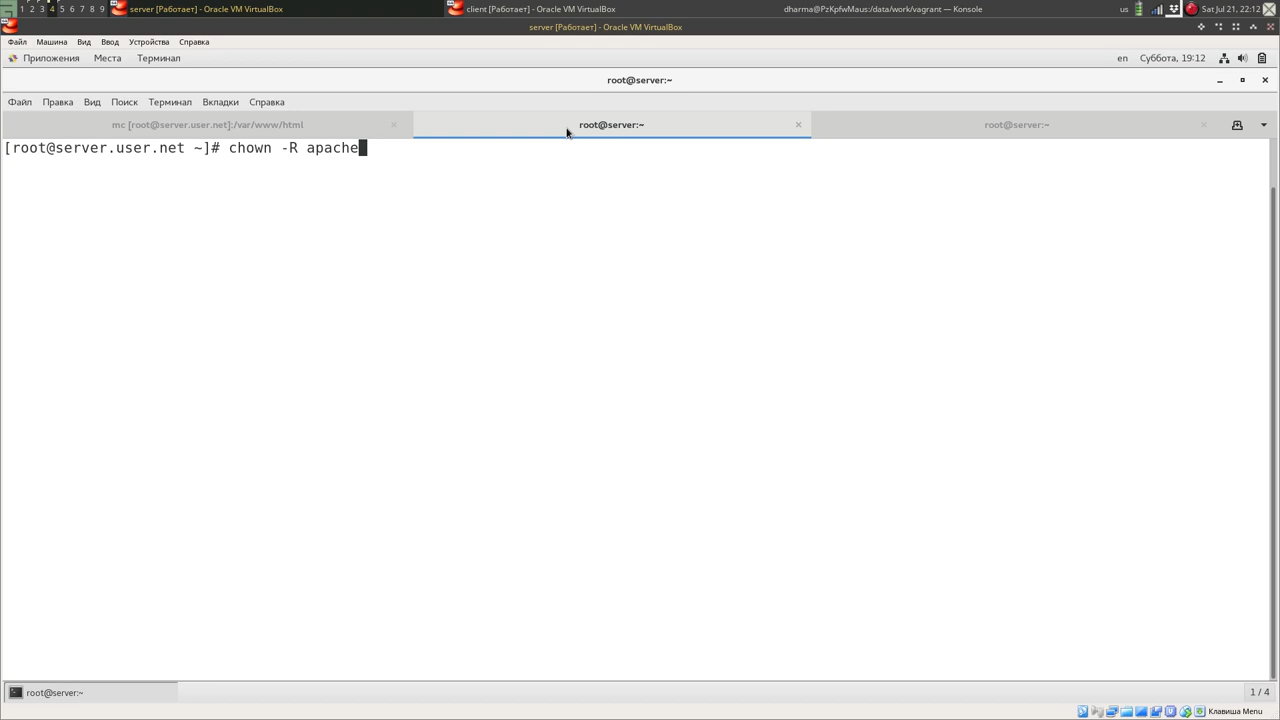 1 2 3 4 5 6 7 8 9 server [Работает] - Oracle VM VirtualBox client [Работает] - Oracle VM VirtualBox dharma@PzKpfwMaus:/data/work/vagrant — Konsole us Sat Jul 21, 22:12
server [Работает] - Oracle VM VirtualBox
Файл Машина Вид Ввод Устройства Справка
Приложения Места Терминал en Суббота, 19:12
root@server:~
Файл Правка Вид Поиск Терминал Вкладки Справка
mc [root@server.user.net]:/var/www/html root@server:~ root@server:~
[root@server.user.net ~]# chown -R apache
root@server:~ 1 / 4
Клавиша Menu